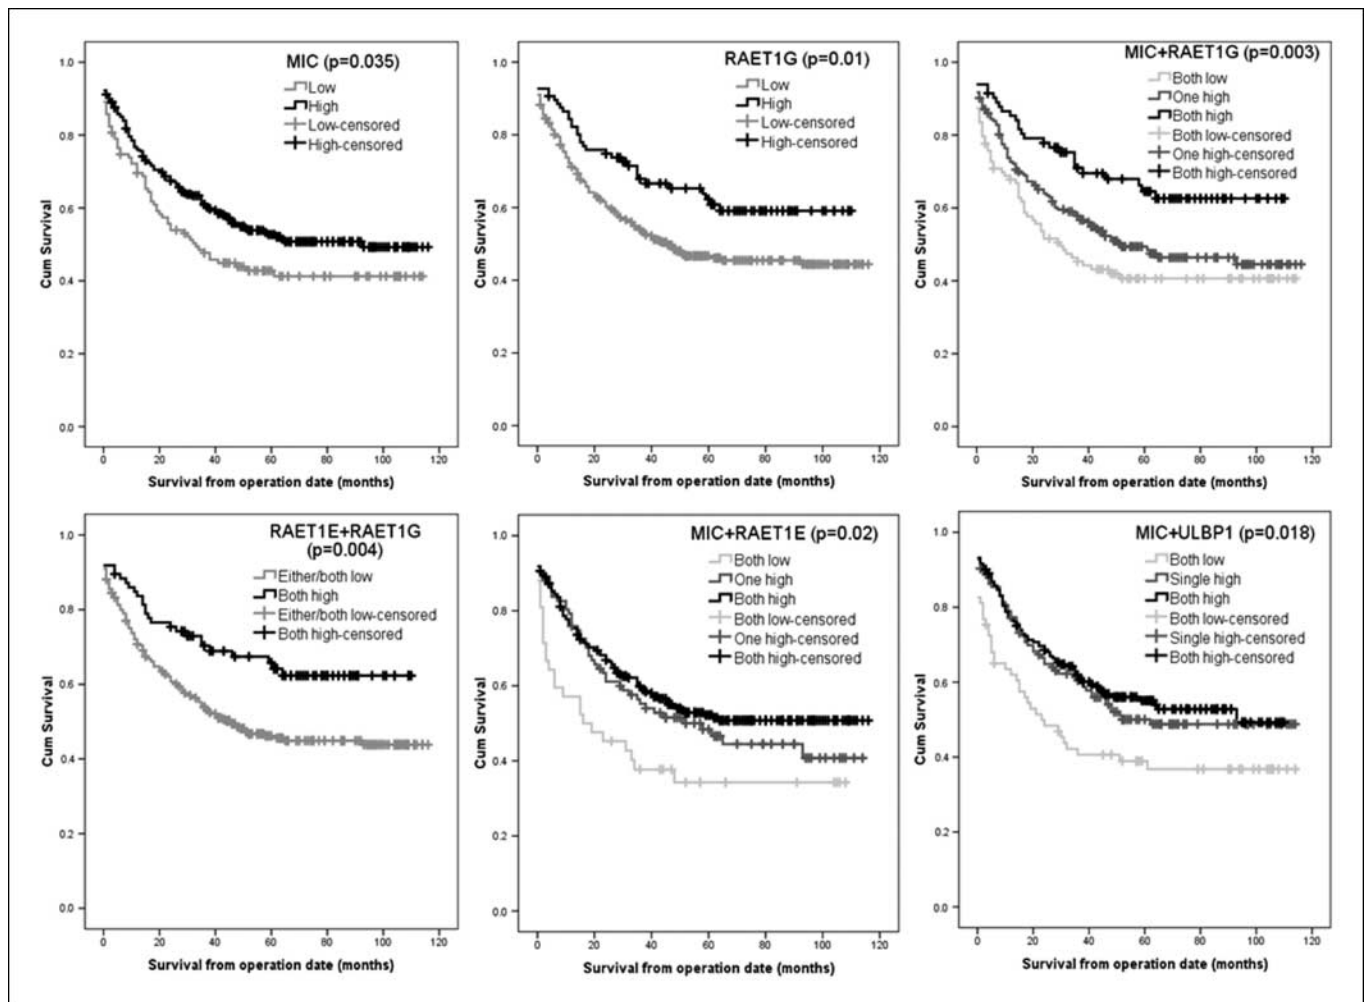 MIC (p=0.035)
Low
High
Low-censored
High-censored
1.0
0.8
0.6
0.4
0.2
0.0
Cum Survival
0 20 40 60 80 100 120
Survival from operation date (months)
RAET1G (p=0.01)
Low
High
Low-censored
High-censored
1.0
0.8
0.6
0.4
0.2
0.0
Cum Survival
0 20 40 60 80 100 120
Survival from operation date (months)
MIC+RAET1G (p=0.003)
Both low
One high
Both high
Both low-censored
One high-censored
Both high-censored
1.0
0.8
0.6
0.4
0.2
0.0
Cum Survival
0 20 40 60 80 100 120
Survival from operation date (months)
RAET1E+RAET1G
(p=0.004)
Either/both low
Both high
Either/both low-censored
Both high-censored
1.0
0.8
0.6
0.4
0.2
0.0
Cum Survival
0 20 40 60 80 100 120
Survival from operation date (months)
MIC+RAET1E (p=0.02)
Both low
One high
Both high
Both low-censored
One high-censored
Both high-censored
1.0
0.8
0.6
0.4
0.2
0.0
Cum Survival
0 20 40 60 80 100 120
Survival from operation date (months)
MIC+ULBP1 (p=0.018)
Both low
Single high
Both high
Both low-censored
Single high-censored
Both high-censored
1.0
0.8
0.6
0.4
0.2
0.0
Cum Survival
0 20 40 60 80 100 120
Survival from operation date (months)